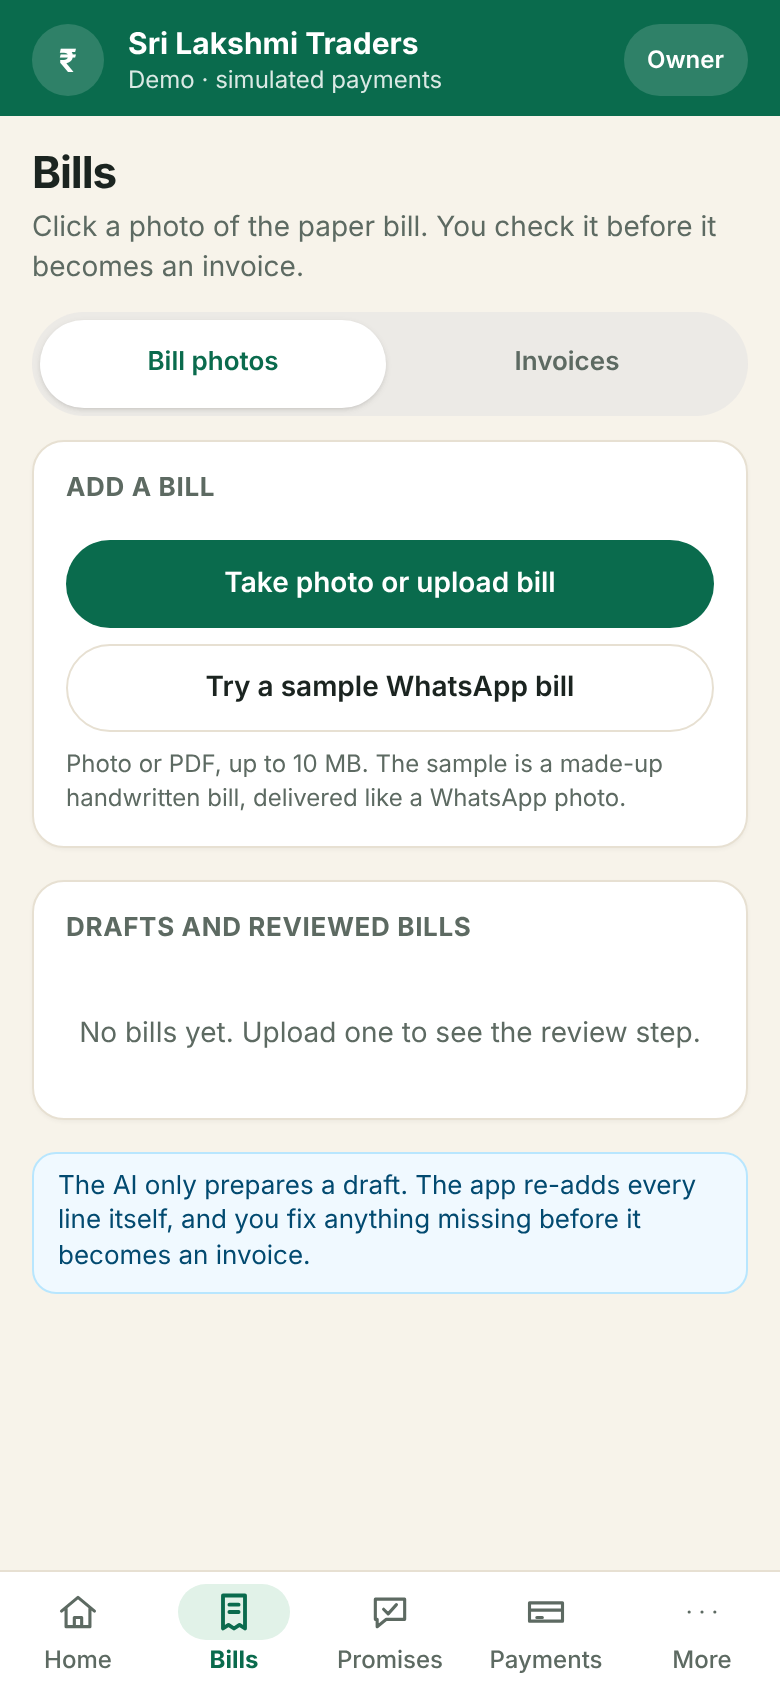 ₹
Sri Lakshmi Traders
Demo · simulated payments
Owner
Bills
Click a photo of the paper bill. You check it before it
becomes an invoice.
Bill photos
Invoices
ADD A BILL
Take photo or upload bill
Try a sample WhatsApp bill
Photo or PDF, up to 10 MB. The sample is a made-up
handwritten bill, delivered like a WhatsApp photo.
DRAFTS AND REVIEWED BILLS
No bills yet. Upload one to see the review step.
The AI only prepares a draft. The app re-adds every
line itself, and you fix anything missing before it
becomes an invoice.
Home
Bills
Promises
Payments
More